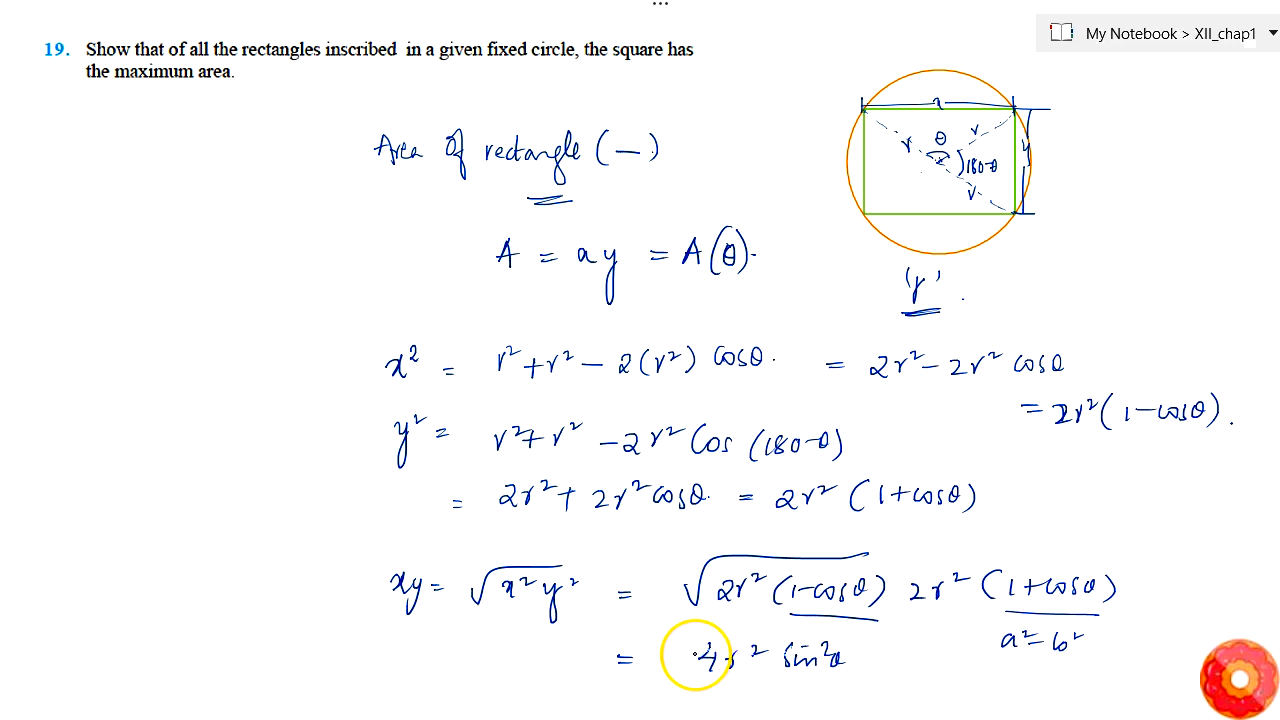 ...
My Notebook > XII_chap1
19. Show that of all the rectangles inscribed in a given fixed circle, the square has
the maximum area.
x
θ
r
r
y
180-θ
r
'r'.
Area Of rectangle (—)
A = xy = A(θ).
x² = r²+r² – 2(r²) cosθ. = 2r² – 2r² cosθ
= 2r²(1-cosθ).
y² = r²+r² – 2r² Cos (180-θ)
= 2r² + 2r² cosθ. = 2r² (1+cosθ)
xy = √x²y² = √2r² (1-cosθ) 2r² (1+cosθ)
a²-b²
= 4r² sin²θ